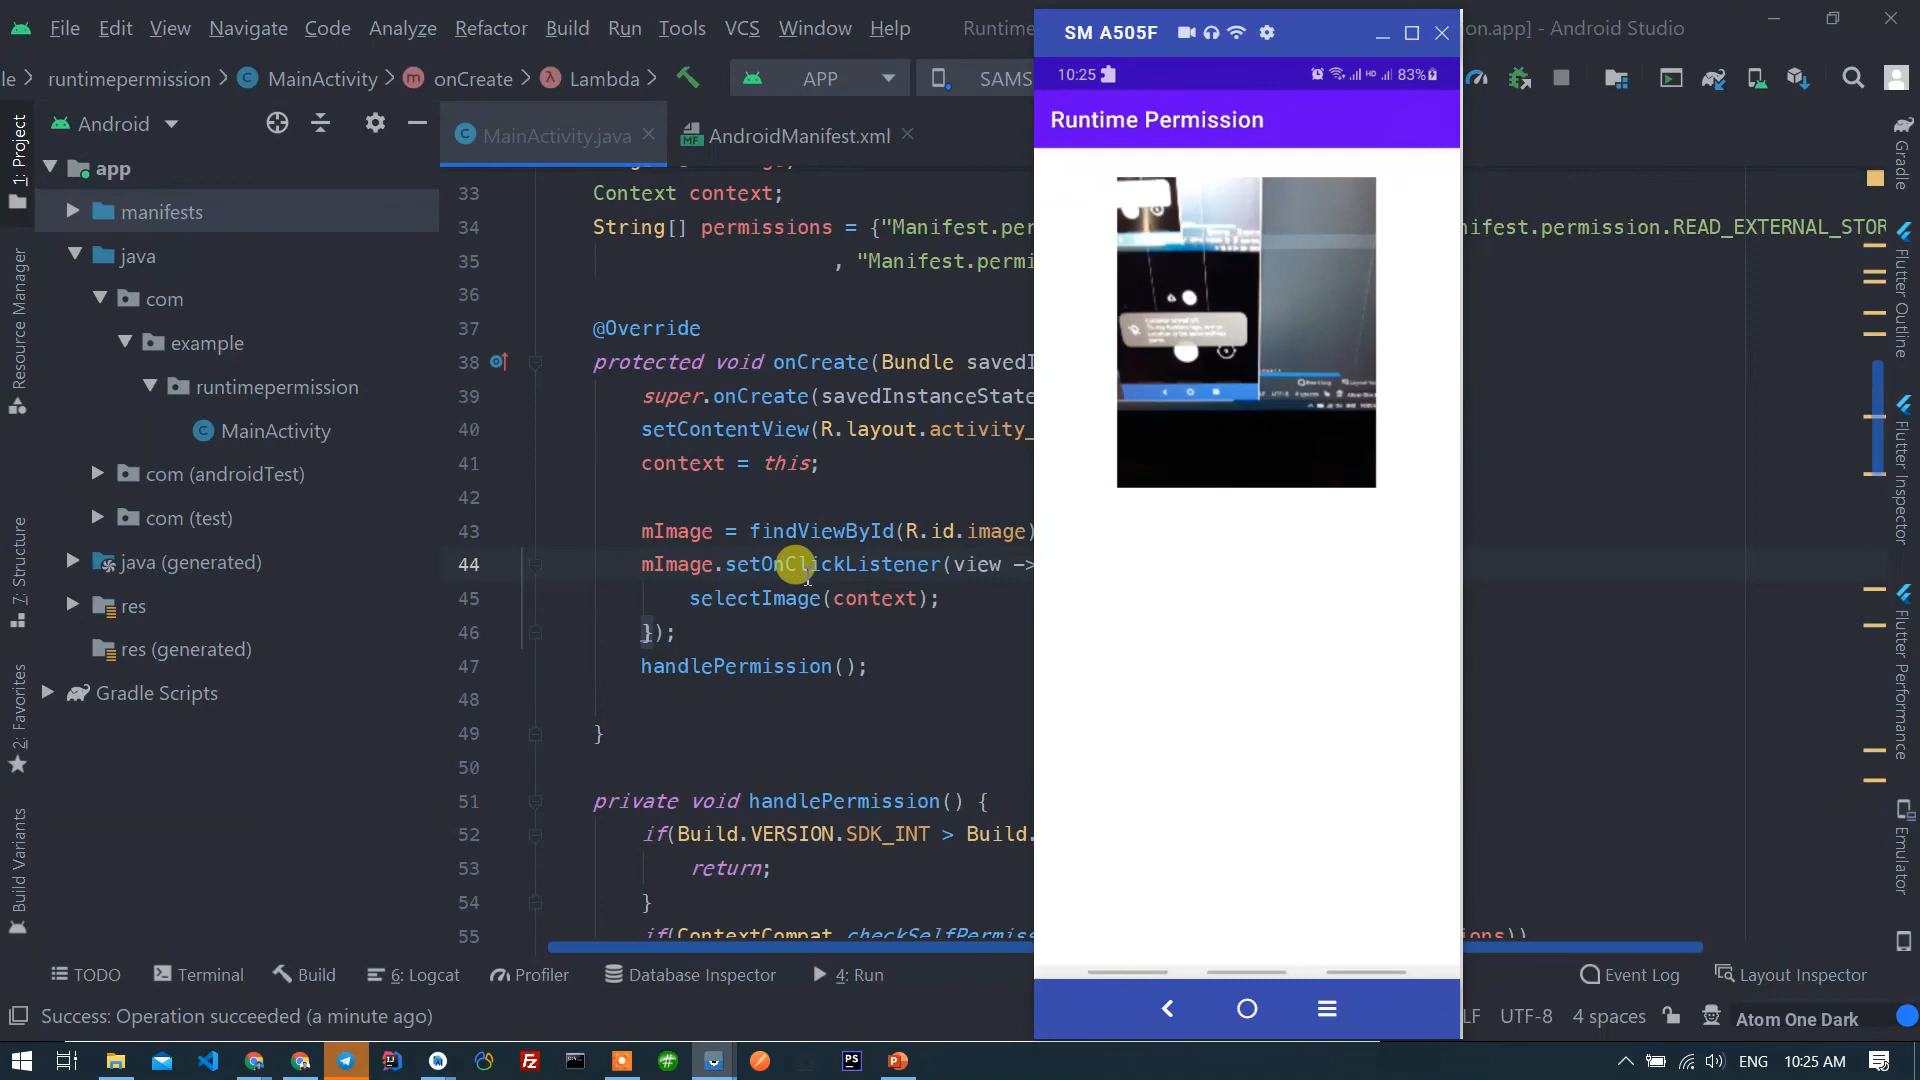 File Edit View Navigate Code Analyze Refactor Build Run Tools VCS Window Help Runtime on.app] - Android Studio
SM A505F
le runtimepermission MainActivity onCreate Lambda APP SAMS
10:25 HD 83%
Runtime Permission
Android
MainActivity.java AndroidManifest.xml
app
manifests
java
com
example
runtimepermission
MainActivity
com (androidTest)
com (test)
java (generated)
res
res (generated)
Gradle Scripts
1: Project
Resource Manager
7: Structure
2: Favorites
Build Variants
33 Context context;
34 String[] permissions = {"Manifest.per nifest.permission.READ_EXTERNAL_STOR
35 , "Manifest.permi
36
37 @Override
38 protected void onCreate(Bundle savedI
39 super.onCreate(savedInstanceState
40 setContentView(R.layout.activity_
41 context = this;
42
43 mImage = findViewById(R.id.image)
44 mImage.setOnClickListener(view ->
45 selectImage(context);
46 });
47 handlePermission();
48
49 }
50
51 private void handlePermission() {
52 if(Build.VERSION.SDK_INT > Build.
53 return;
54 }
55 if(ContextCompat.checkSelfPermis ions))
Gradle
Flutter Outline
Flutter Inspector
Flutter Performance
Emulator
TODO Terminal Build 6: Logcat Profiler Database Inspector 4: Run Event Log Layout Inspector
Success: Operation succeeded (a minute ago) LF UTF-8 4 spaces Atom One Dark
ENG 10:25 AM